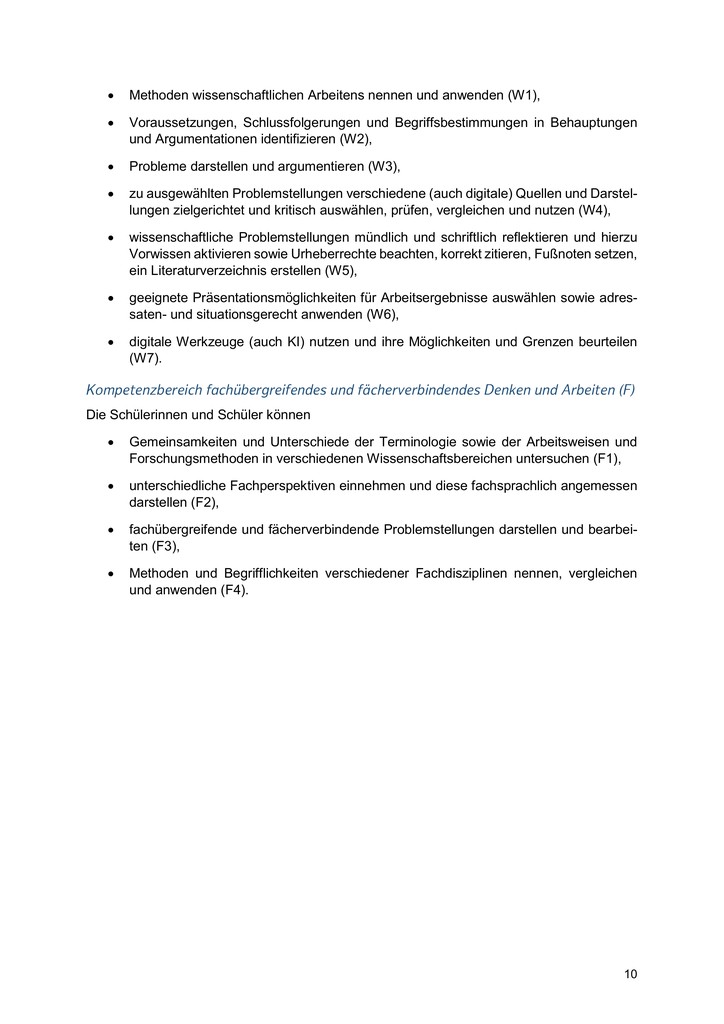 • Methoden wissenschaftlichen Arbeitens nennen und anwenden (W1),
• Voraussetzungen, Schlussfolgerungen und Begriffsbestimmungen in Behauptungen
und Argumentationen identifizieren (W2),
• Probleme darstellen und argumentieren (W3),
• zu ausgewählten Problemstellungen verschiedene (auch digitale) Quellen und Darstel-
lungen zielgerichtet und kritisch auswählen, prüfen, vergleichen und nutzen (W4),
• wissenschaftliche Problemstellungen mündlich und schriftlich reflektieren und hierzu
Vorwissen aktivieren sowie Urheberrechte beachten, korrekt zitieren, Fußnoten setzen,
ein Literaturverzeichnis erstellen (W5),
• geeignete Präsentationsmöglichkeiten für Arbeitsergebnisse auswählen sowie adres-
saten- und situationsgerecht anwenden (W6),
• digitale Werkzeuge (auch KI) nutzen und ihre Möglichkeiten und Grenzen beurteilen
(W7).
Kompetenzbereich fachübergreifendes und fächerverbindendes Denken und Arbeiten (F)
Die Schülerinnen und Schüler können
• Gemeinsamkeiten und Unterschiede der Terminologie sowie der Arbeitsweisen und
Forschungsmethoden in verschiedenen Wissenschaftsbereichen untersuchen (F1),
• unterschiedliche Fachperspektiven einnehmen und diese fachsprachlich angemessen
darstellen (F2),
• fachübergreifende und fächerverbindende Problemstellungen darstellen und bearbei-
ten (F3),
• Methoden und Begrifflichkeiten verschiedener Fachdisziplinen nennen, vergleichen
und anwenden (F4).
10